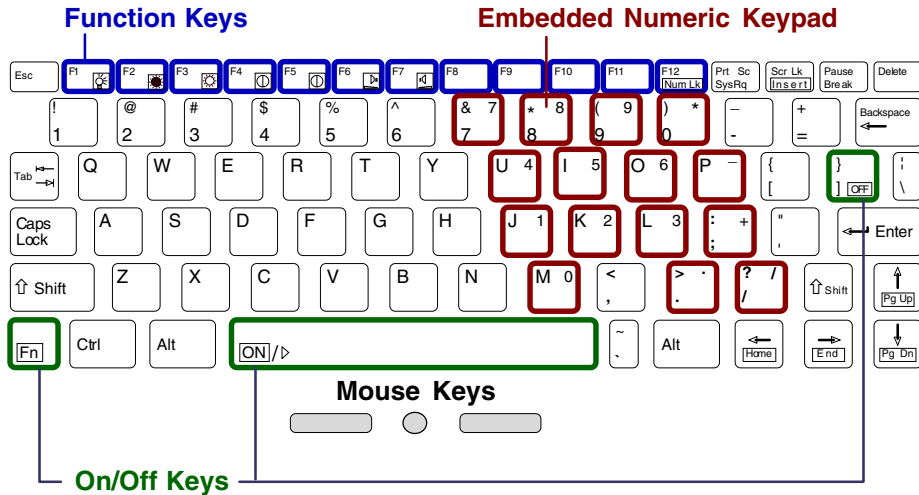 Function Keys Embedded Numeric Keypad
Esc F1 F2 F3 F4 F5 F6 F7 F8 F9 F10 F11 F12 Num Lk Prt Sc SysRq Scr Lk Insert Pause Break Delete
! 1 @ 2 # 3 $ 4 % 5 ^ 6 & 7 7 * 8 8 ( 9 9 ) * 0 _ - + = Backspace
Tab Q W E R T Y U 4 I 5 O 6 P - { [ } ] OFF ¦ \
Caps Lock A S D F G H J 1 K 2 L 3 : + ; " ' Enter
Shift Z X C V B N M 0 < , > . . ? / / Shift Pg Up
Fn Ctrl Alt ON / ~ ` Alt Home End Pg Dn
Mouse Keys
On/Off Keys